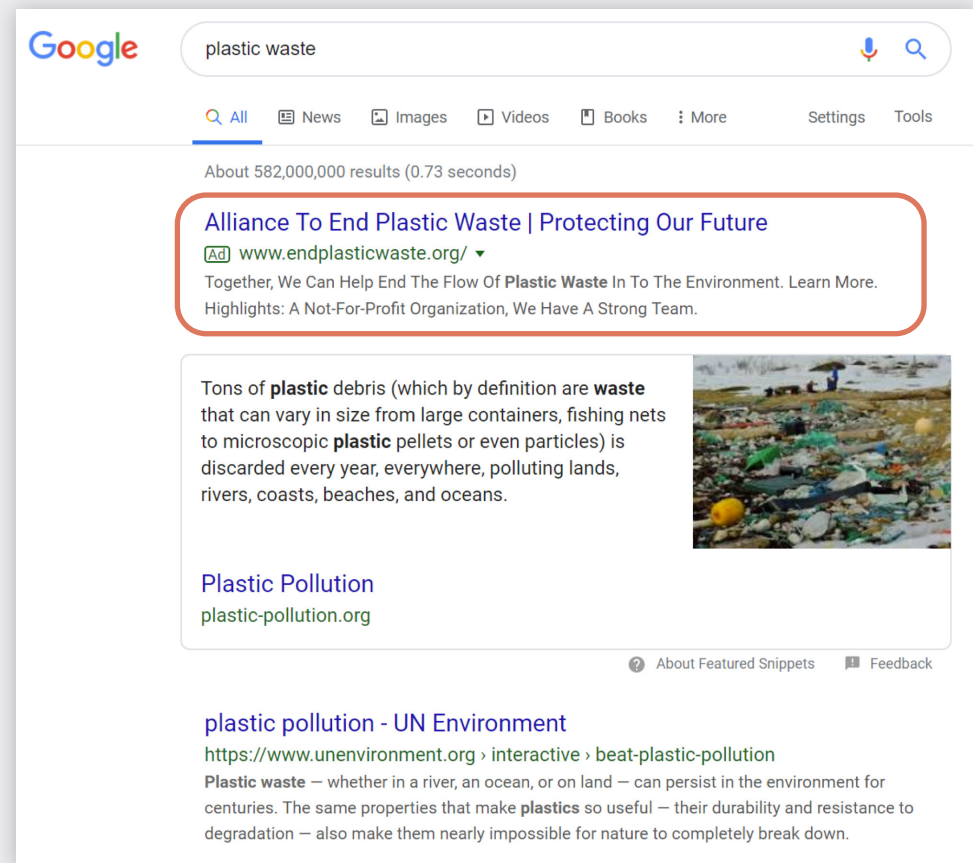 Google
plastic waste
All News Images Videos Books More Settings Tools
About 582,000,000 results (0.73 seconds)
Alliance To End Plastic Waste | Protecting Our Future
Ad www.endplasticwaste.org/
Together, We Can Help End The Flow Of Plastic Waste In To The Environment. Learn More.
Highlights: A Not-For-Profit Organization, We Have A Strong Team.
Tons of plastic debris (which by definition are waste
that can vary in size from large containers, fishing nets
to microscopic plastic pellets or even particles) is
discarded every year, everywhere, polluting lands,
rivers, coasts, beaches, and oceans.
Plastic Pollution
plastic-pollution.org
About Featured Snippets Feedback
plastic pollution - UN Environment
https://www.unenvironment.org › interactive › beat-plastic-pollution
Plastic waste — whether in a river, an ocean, or on land — can persist in the environment for
centuries. The same properties that make plastics so useful — their durability and resistance to
degradation — also make them nearly impossible for nature to completely break down.